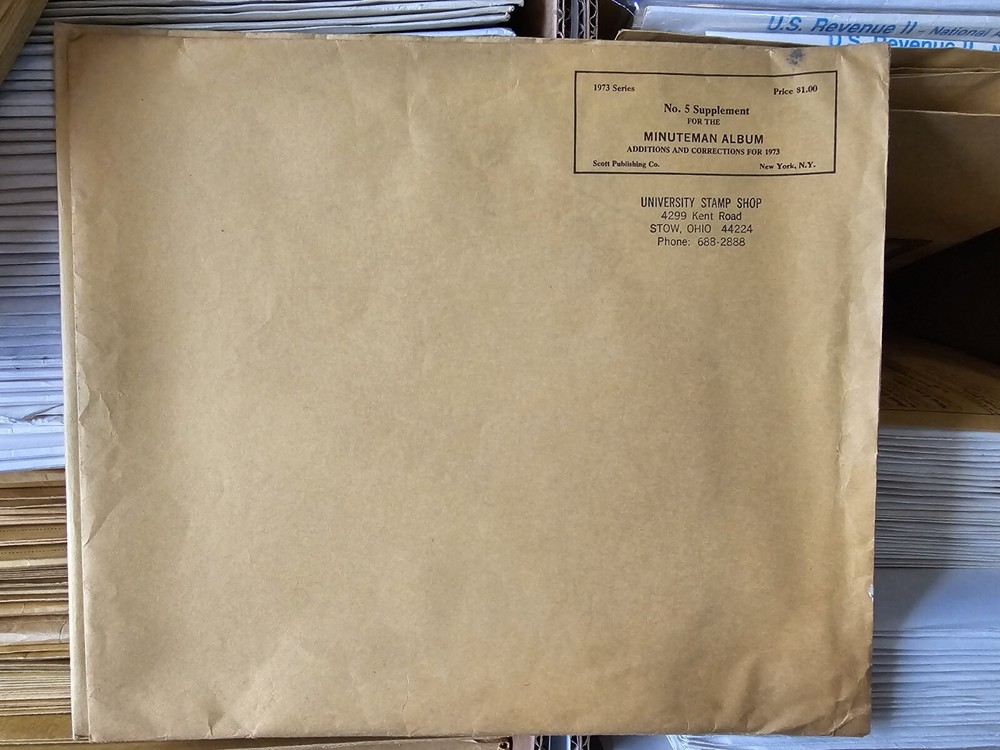 U.S. Revenue II - National
U.S. Revenue II
1973 Series Price $1.00
No. 5 Supplement
FOR THE
MINUTEMAN ALBUM
ADDITIONS AND CORRECTIONS FOR 1973
Scott Publishing Co. New York, N.Y.
UNIVERSITY STAMP SHOP
4299 Kent Road
STOW, OHIO 44224
Phone: 688-2888